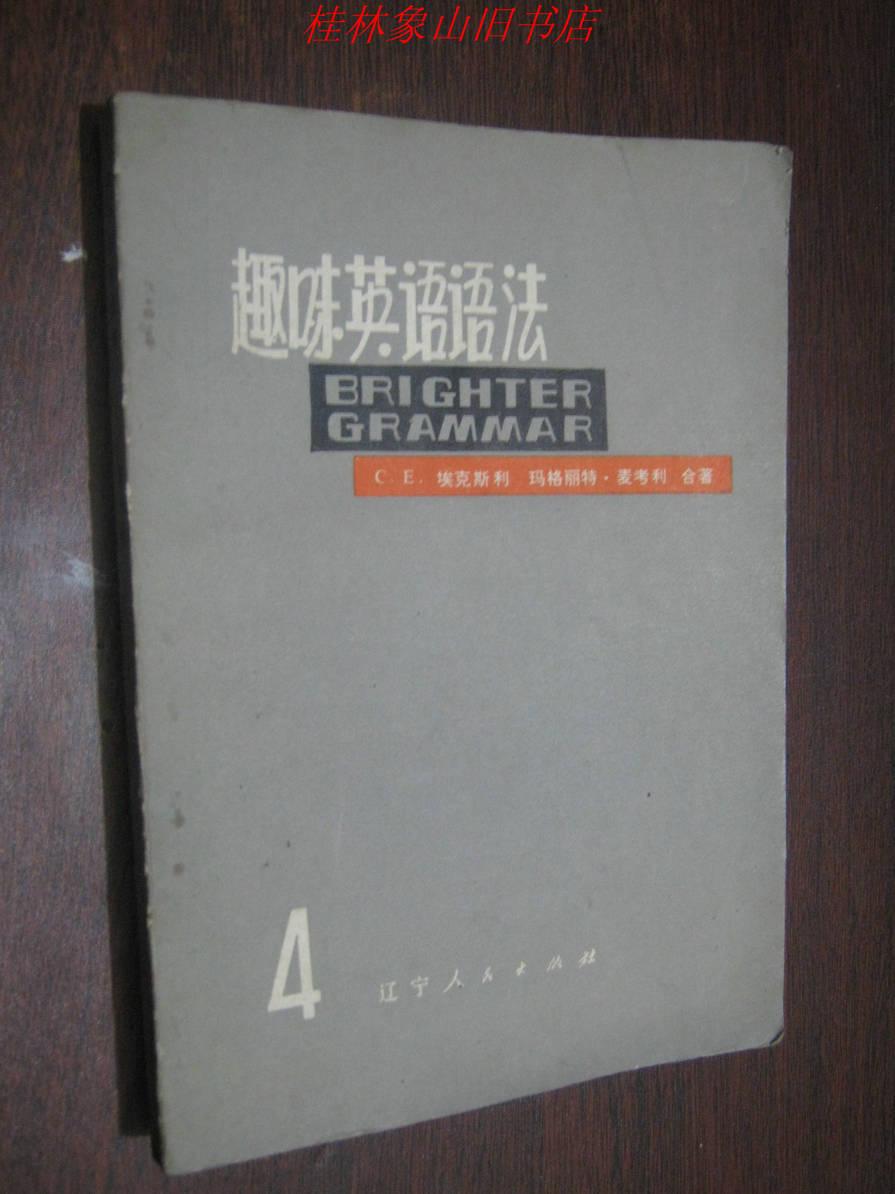 桂林象山旧书店
趣味英语语法
BRIGHTER
GRAMMAR
C. E. 埃克斯利 玛格丽特·麦考利 合著
4
辽宁人民出版社